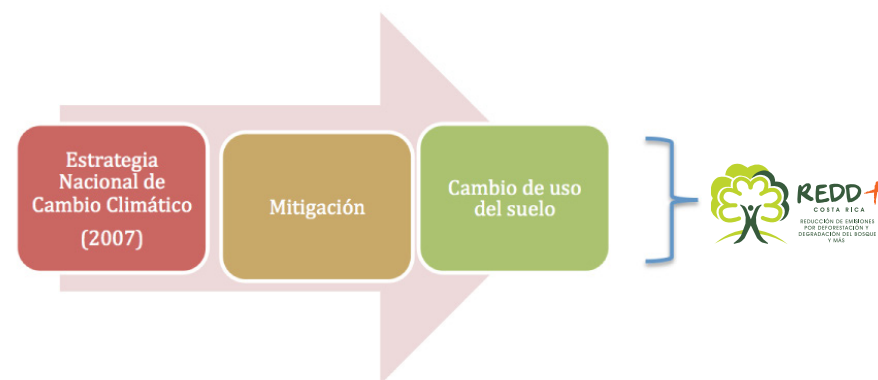 Estrategia
Nacional de
Cambio Climático
(2007)
Mitigación
Cambio de uso
del suelo
REDD+
COSTA RICA
REDUCCIÓN DE EMISIONES
POR DEFORESTACIÓN Y
DEGRADACIÓN DEL BOSQUE
Y MÁS